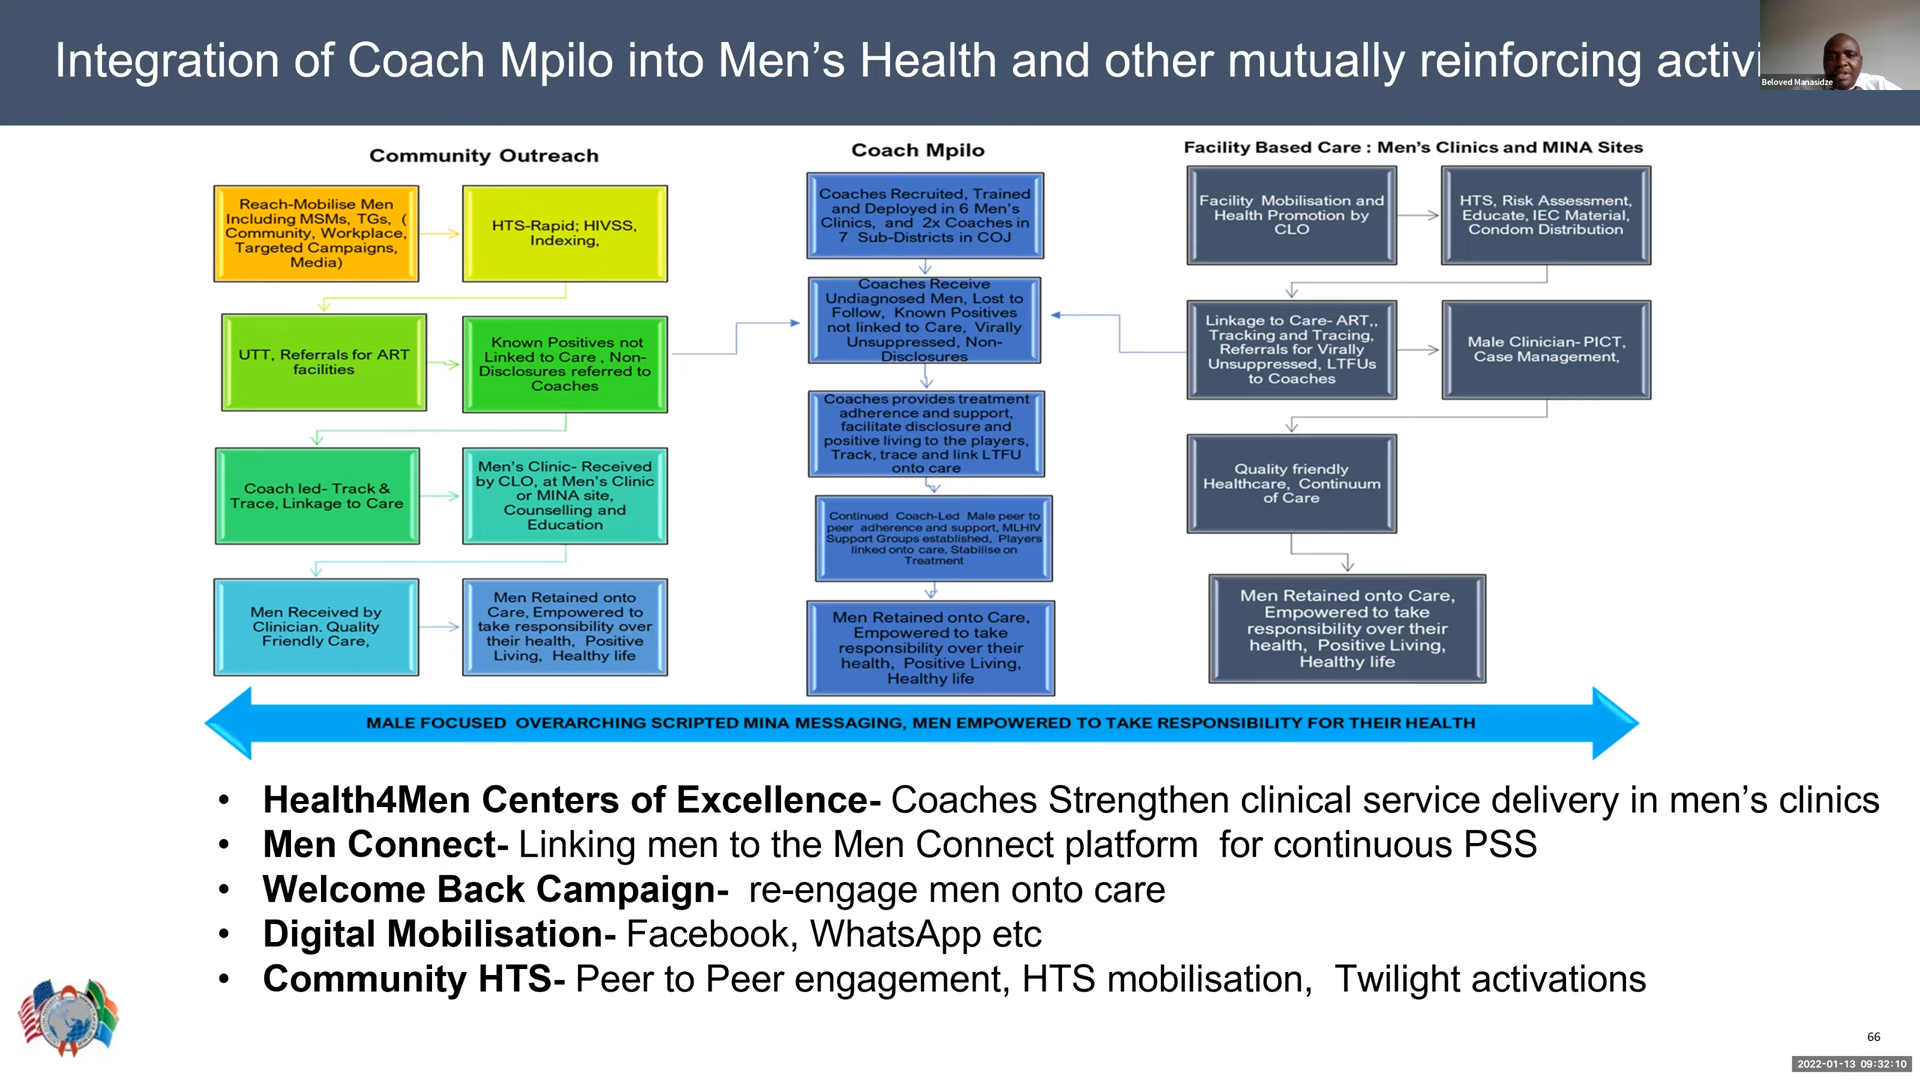 Integration of Coach Mpilo into Men's Health and other mutually reinforcing activi
Beloved Manasidze
Community Outreach
Reach-Mobilise Men
Including MSMs, TGs, (
Community, Workplace,
Targeted Campaigns,
Media)
HTS-Rapid; HIVSS,
Indexing,
UTT, Referrals for ART
facilities
Known Positives not
Linked to Care , Non-
Disclosures referred to
Coaches
Coach led- Track &
Trace, Linkage to Care
Men's Clinic- Received
by CLO, at Men's Clinic
or MINA site,
Counselling and
Education
Men Received by
Clinician. Quality
Friendly Care,
Men Retained onto
Care, Empowered to
take responsibility over
their health, Positive
Living, Healthy life
Coach Mpilo
Coaches Recruited, Trained
and Deployed in 6 Men's
Clinics, and 2x Coaches in
7 Sub-Districts in COJ
Coaches Receive
Undiagnosed Men, Lost to
Follow, Known Positives
not linked to Care, Virally
Unsuppressed, Non-
Disclosures
Coaches provides treatment
adherence and support,
facilitate disclosure and
positive living to the players,
Track, trace and link LTFU
onto care
Continued Coach-Led Male peer to
peer adherence and support, MLHIV
Support Groups established, Players
linked onto care, Stabilise on
Treatment
Men Retained onto Care,
Empowered to take
responsibility over their
health, Positive Living,
Healthy life
Facility Based Care : Men's Clinics and MINA Sites
Facility Mobilisation and
Health Promotion by
CLO
HTS, Risk Assessment,
Educate, IEC Material,
Condom Distribution
Linkage to Care- ART,,
Tracking and Tracing,
Referrals for Virally
Unsuppressed, LTFUs
to Coaches
Male Clinician- PICT,
Case Management,
Quality friendly
Healthcare, Continuum
of Care
Men Retained onto Care,
Empowered to take
responsibility over their
health, Positive Living,
Healthy life
MALE FOCUSED OVERARCHING SCRIPTED MINA MESSAGING, MEN EMPOWERED TO TAKE RESPONSIBILITY FOR THEIR HEALTH
• Health4Men Centers of Excellence- Coaches Strengthen clinical service delivery in men's clinics
• Men Connect- Linking men to the Men Connect platform for continuous PSS
• Welcome Back Campaign- re-engage men onto care
• Digital Mobilisation- Facebook, WhatsApp etc
• Community HTS- Peer to Peer engagement, HTS mobilisation, Twilight activations
66
2022-01-13 09:32:10